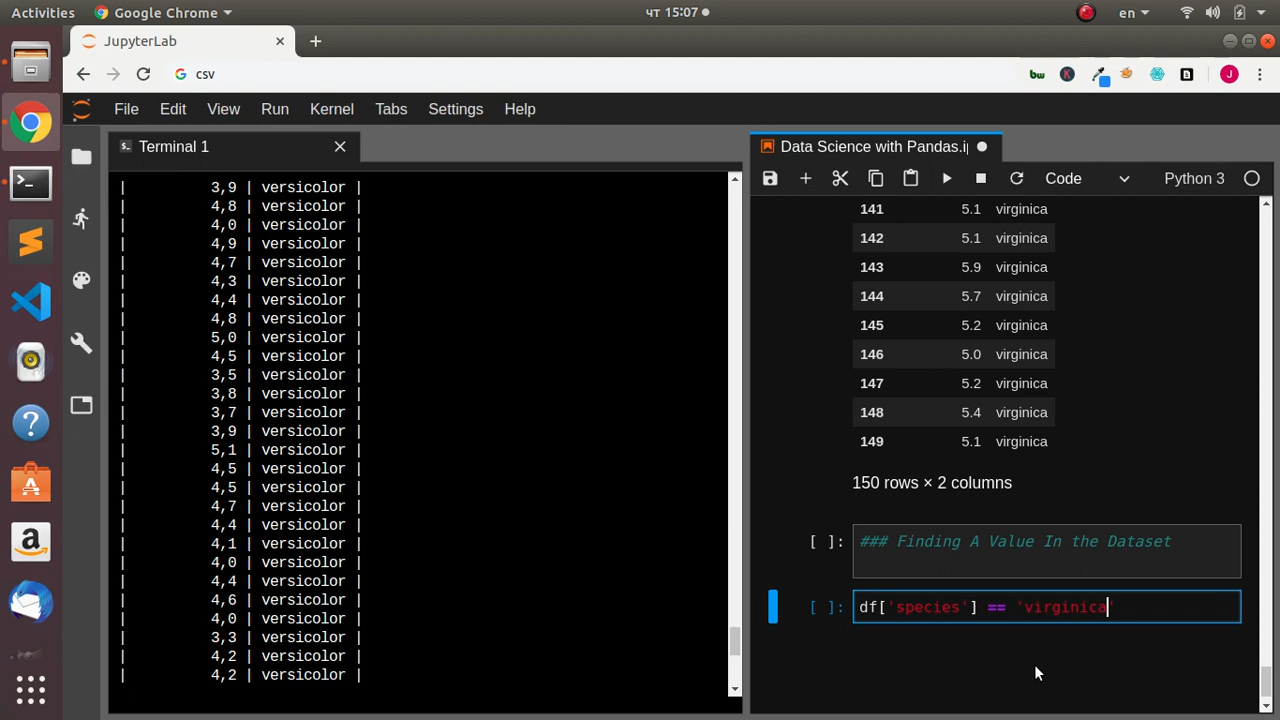 Activities Google Chrome чт 15:07 en
JupyterLab
csv bw K J
File Edit View Run Kernel Tabs Settings Help
Terminal 1
Data Science with Pandas.ip
Code Python 3
| 3,9 | versicolor |
| 4,8 | versicolor |
| 4,0 | versicolor |
| 4,9 | versicolor |
| 4,7 | versicolor |
| 4,3 | versicolor |
| 4,4 | versicolor |
| 4,8 | versicolor |
| 5,0 | versicolor |
| 4,5 | versicolor |
| 3,5 | versicolor |
| 3,8 | versicolor |
| 3,7 | versicolor |
| 3,9 | versicolor |
| 5,1 | versicolor |
| 4,5 | versicolor |
| 4,5 | versicolor |
| 4,7 | versicolor |
| 4,4 | versicolor |
| 4,1 | versicolor |
| 4,0 | versicolor |
| 4,4 | versicolor |
| 4,6 | versicolor |
| 4,0 | versicolor |
| 3,3 | versicolor |
| 4,2 | versicolor |
| 4,2 | versicolor |
141 5.1 virginica
142 5.1 virginica
143 5.9 virginica
144 5.7 virginica
145 5.2 virginica
146 5.0 virginica
147 5.2 virginica
148 5.4 virginica
149 5.1 virginica
150 rows × 2 columns
[ ]: ### Finding A Value In the Dataset
[ ]: df['species'] == 'virginica'